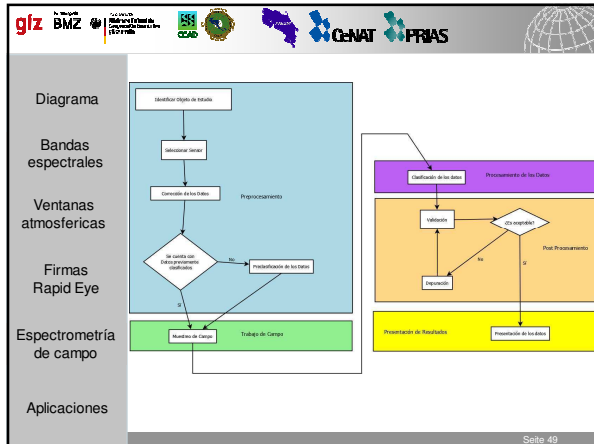 giz
BMZ
CCAD
CeNAT
PRIAS
Diagrama
Bandas
espectrales
Ventanas
atmosfericas
Firmas
Rapid Eye
Espectrometría
de campo
Aplicaciones
Identificar Objeto de Estudio
Seleccionar Sensor
Corrección de los Datos
Preprocesamiento
Se cuenta con
Datos previamente
clasificados
No
Preclasificación de los Datos
Sí
Muestreo de Campo
Trabajo de Campo
Clasificación de los datos
Procesamiento de los Datos
Validación
¿Es aceptable?
Post Procesamiento
No
Sí
Depuración
Presentación de Resultados
Presentación de los datos
Seite 49